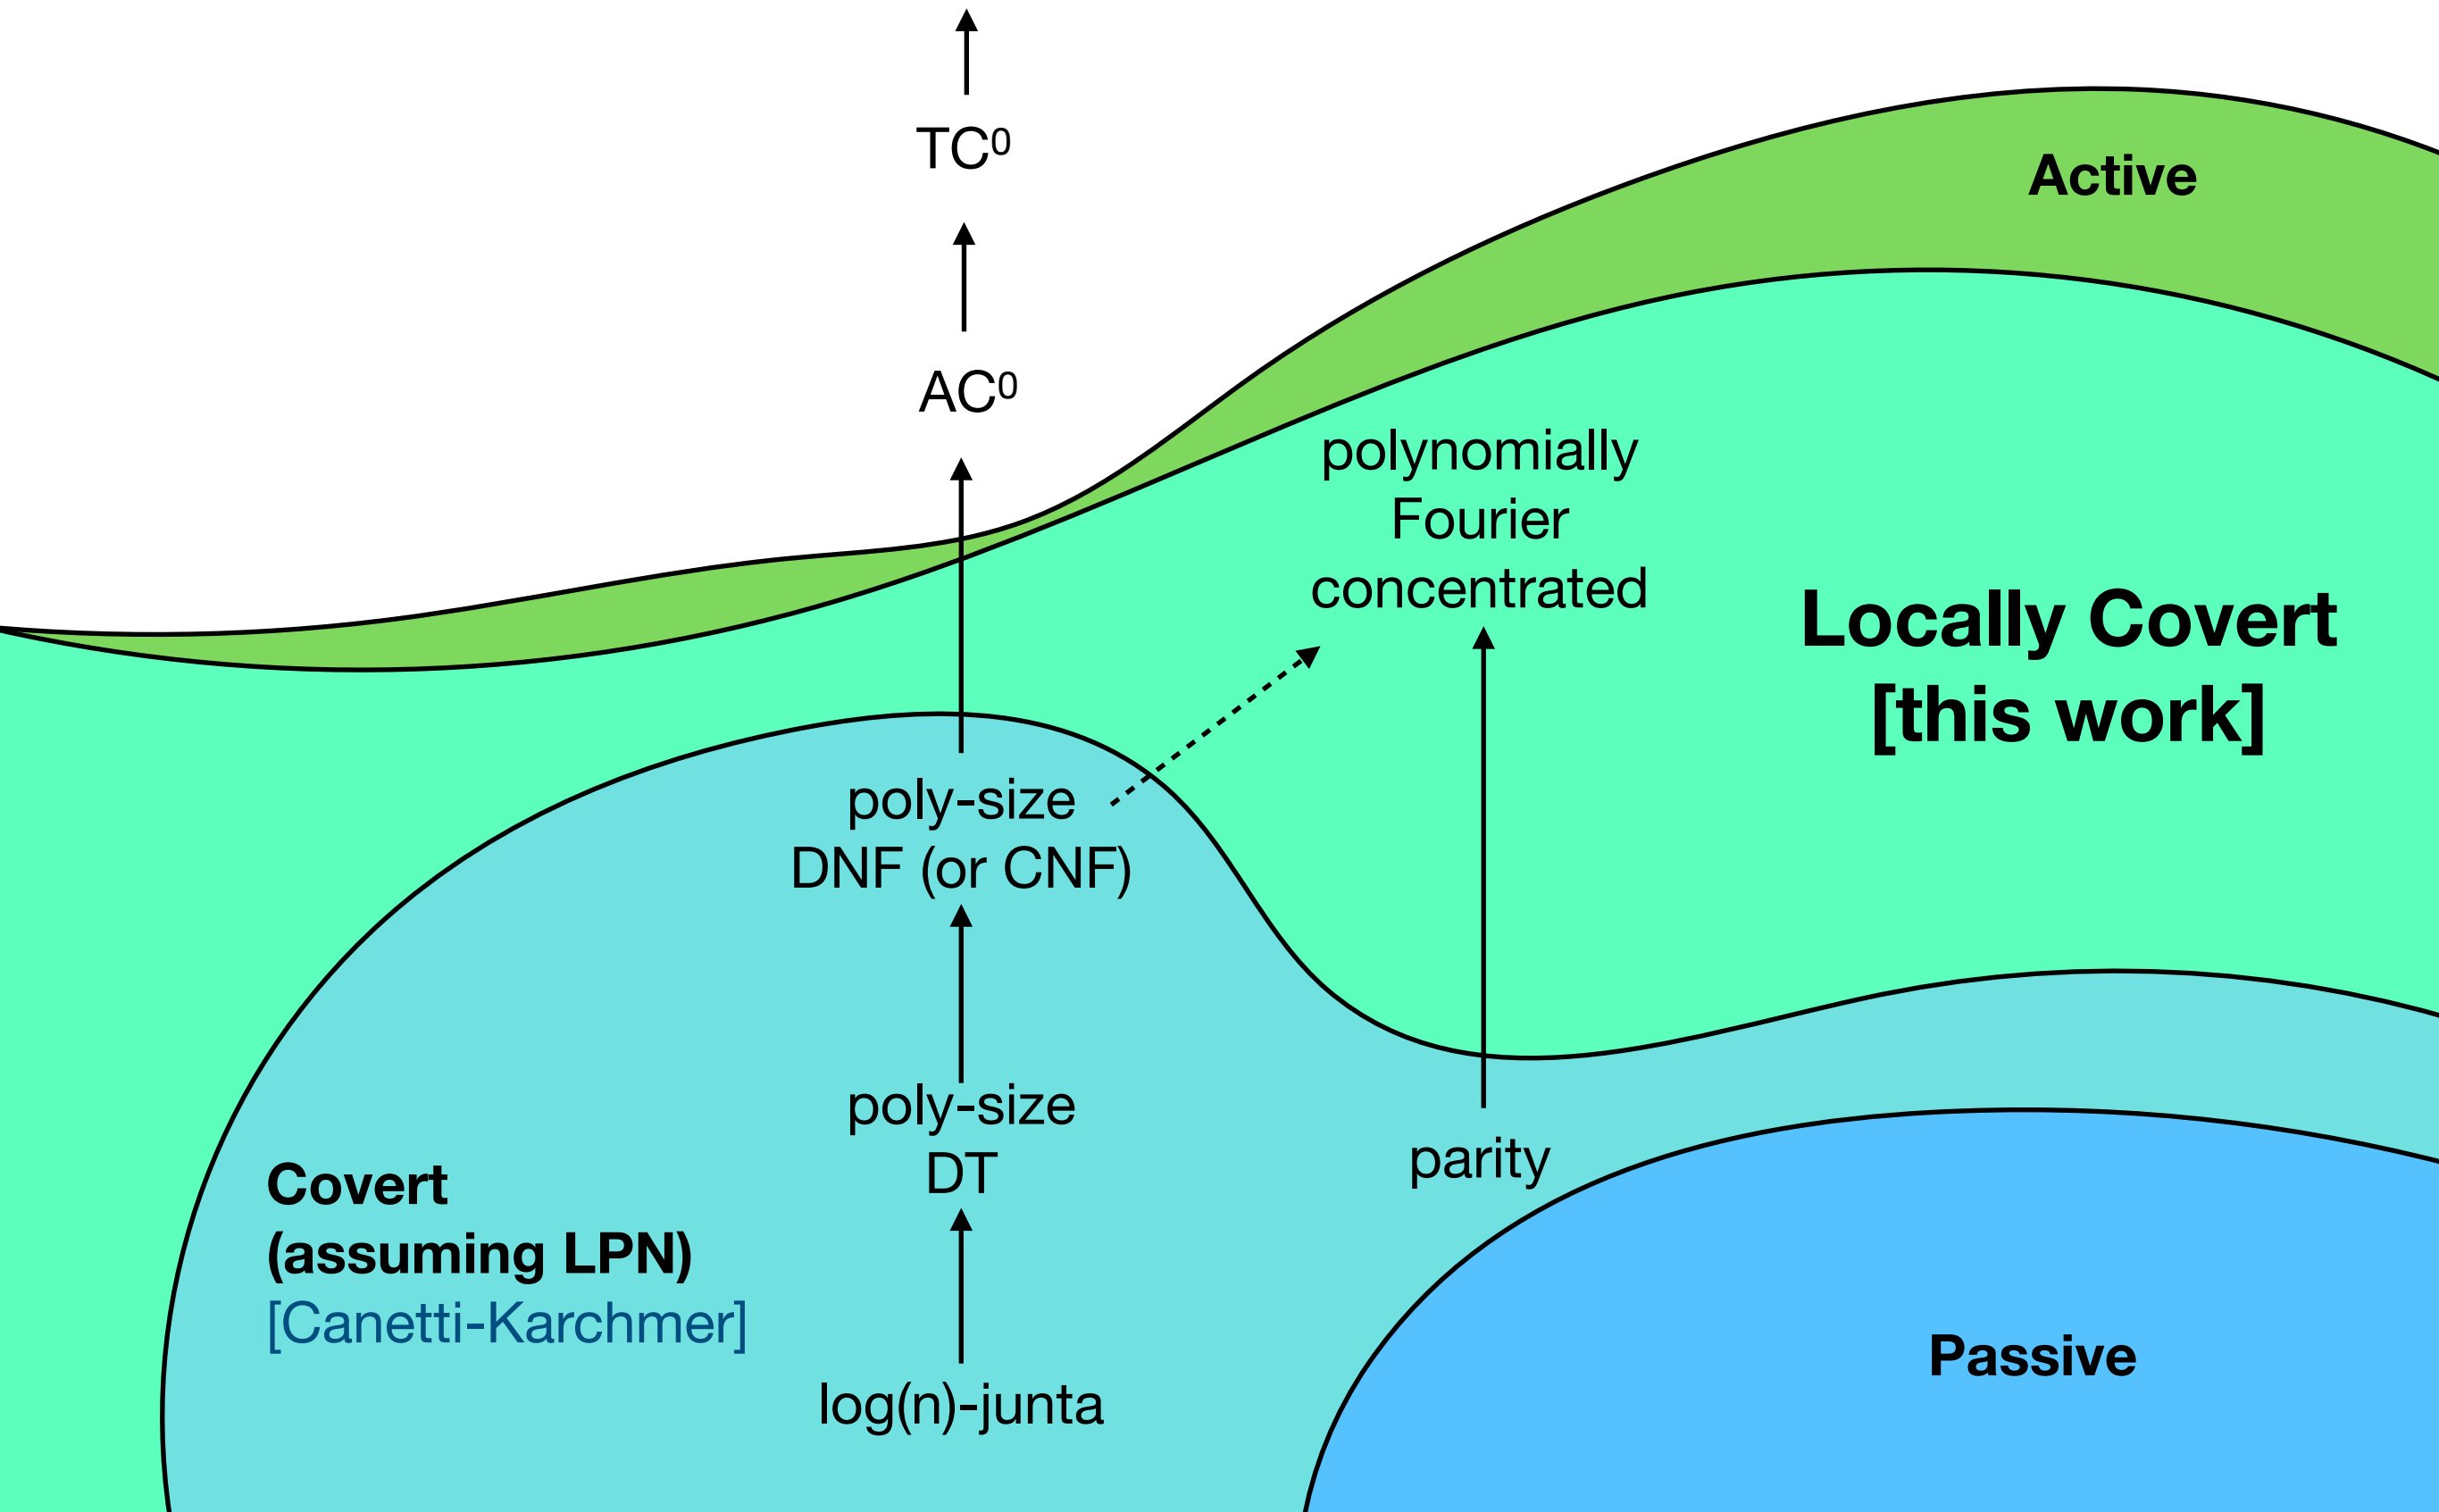 TC⁰
Active
AC⁰
polynomially
Fourier
concentrated
Locally Covert
[this work]
poly-size
DNF (or CNF)
poly-size
DT
parity
Covert
(assuming LPN)
[Canetti-Karchmer]
Passive
log(n)-junta